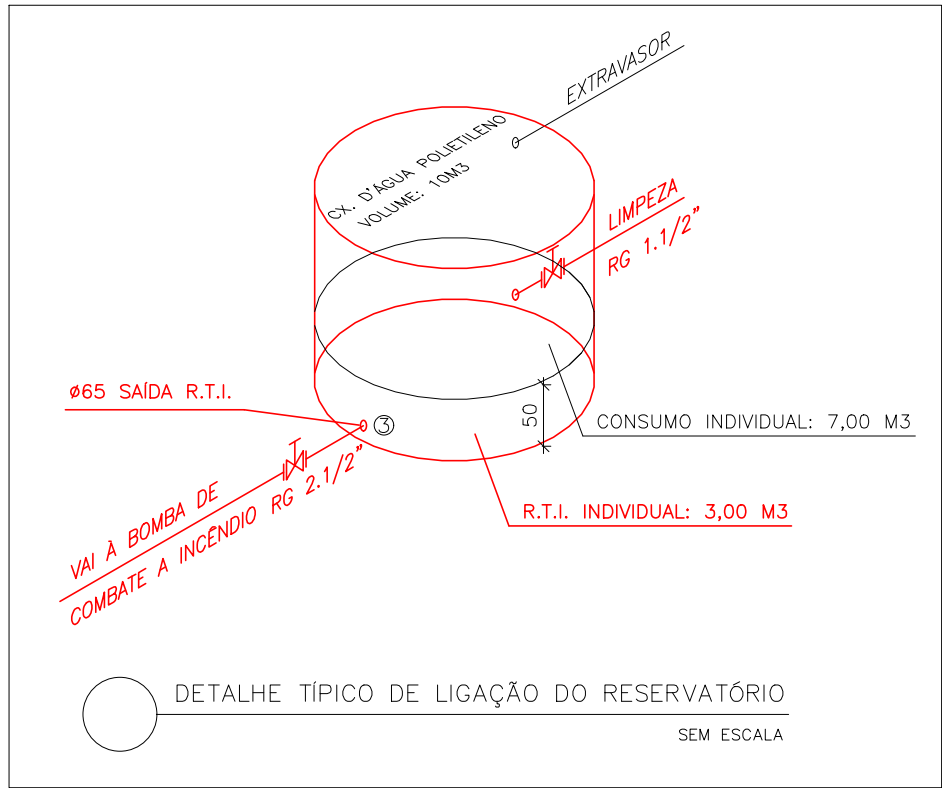 EXTRAVASOR
CX. D'ÁGUA POLIETILENO
VOLUME: 10M3
LIMPEZA
RG 1.1/2"
Ø65 SAÍDA R.T.I.
3
50
CONSUMO INDIVIDUAL: 7,00 M3
R.T.I. INDIVIDUAL: 3,00 M3
VAI À BOMBA DE
COMBATE A INCÊNDIO RG 2.1/2"
DETALHE TÍPICO DE LIGAÇÃO DO RESERVATÓRIO
SEM ESCALA